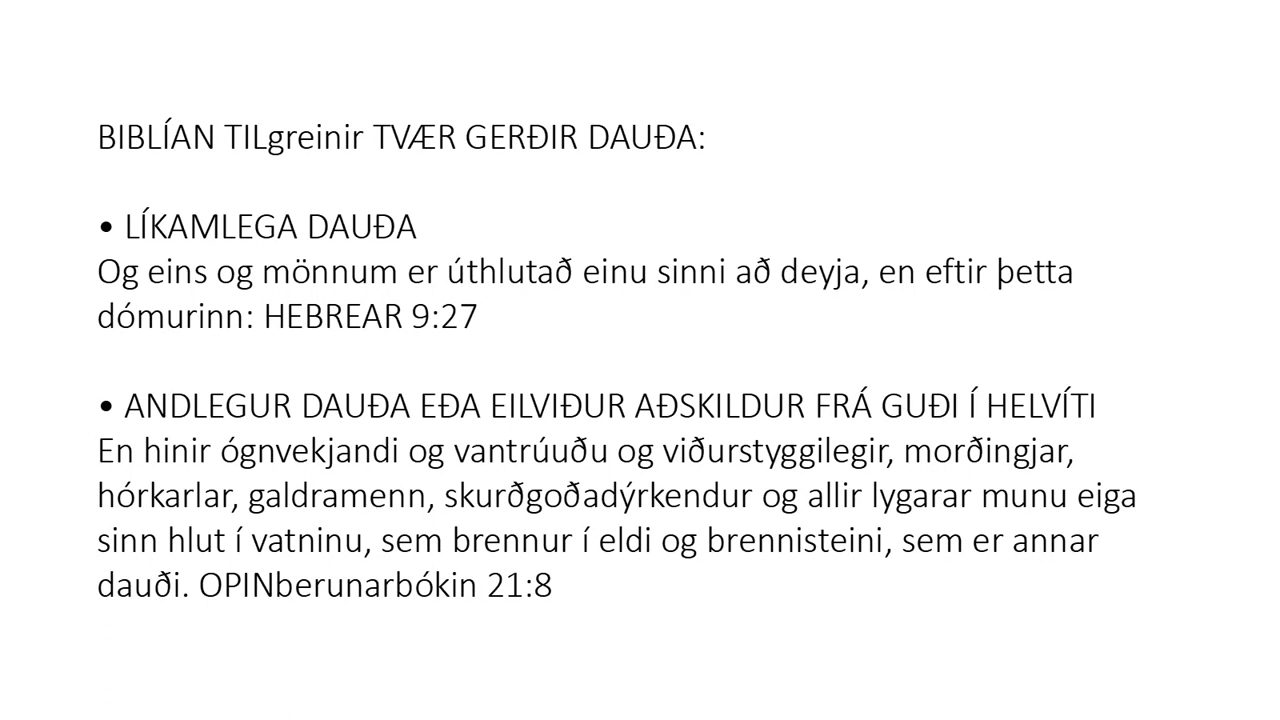 BIBLÍAN TILgreinir TVÆR GERÐIR DAUÐA:
• LÍKAMLEGA DAUÐA
Og eins og mönnum er úthlutað einu sinni að deyja, en eftir þetta
dómurinn: HEBREAR 9:27
• ANDLEGUR DAUÐA EÐA EILVIÐUR AÐSKILDUR FRÁ GUÐI Í HELVÍTI
En hinir ógnvekjandi og vantrúuðu og viðurstyggilegir, morðingjar,
hórkarlar, galdramenn, skurðgoðadýrkendur og allir lygarar munu eiga
sinn hlut í vatninu, sem brennur í eldi og brennisteini, sem er annar
dauði. OPINberunarbókin 21:8